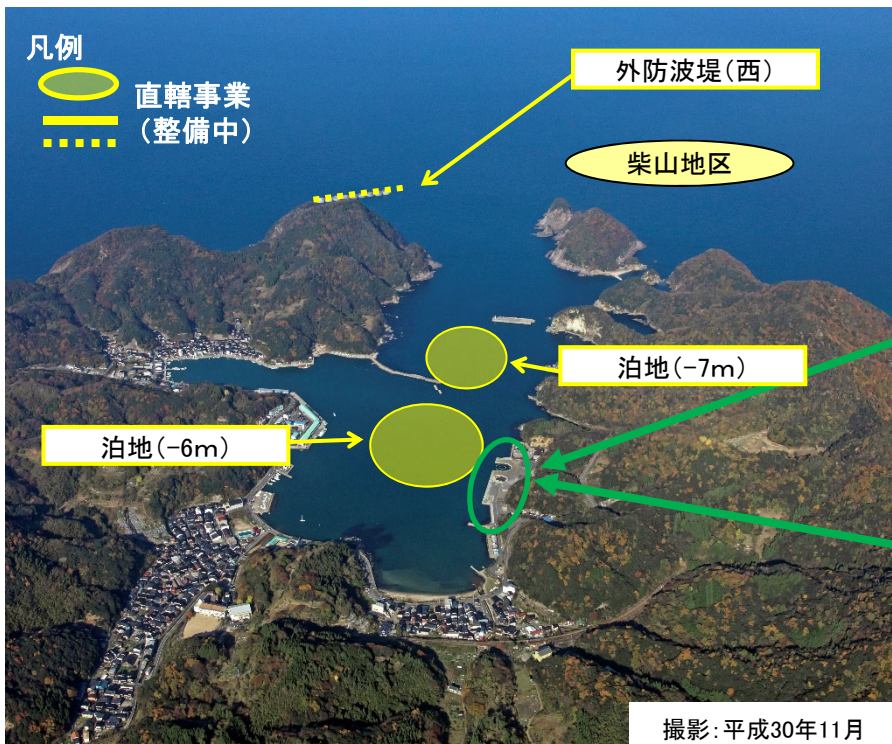 凡例
直轄事業
（整備中）
外防波堤（西）
柴山地区
泊地（-7m）
泊地（-6m）
撮影：平成30年11月